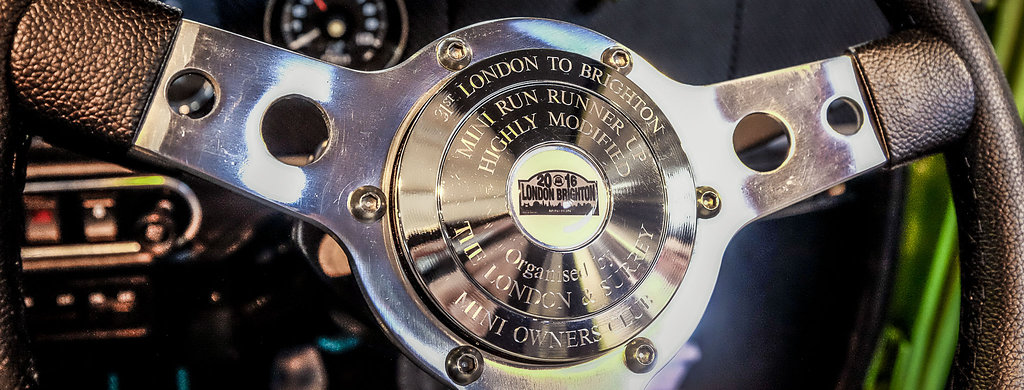 31ST LONDON TO BRIGHTON
MINI RUN RUNNER UP
HIGHLY MODIFIED
2016
LONDON BRIGHTON
Organised by
THE LONDON & SURREY
MINI OWNERS CLUB